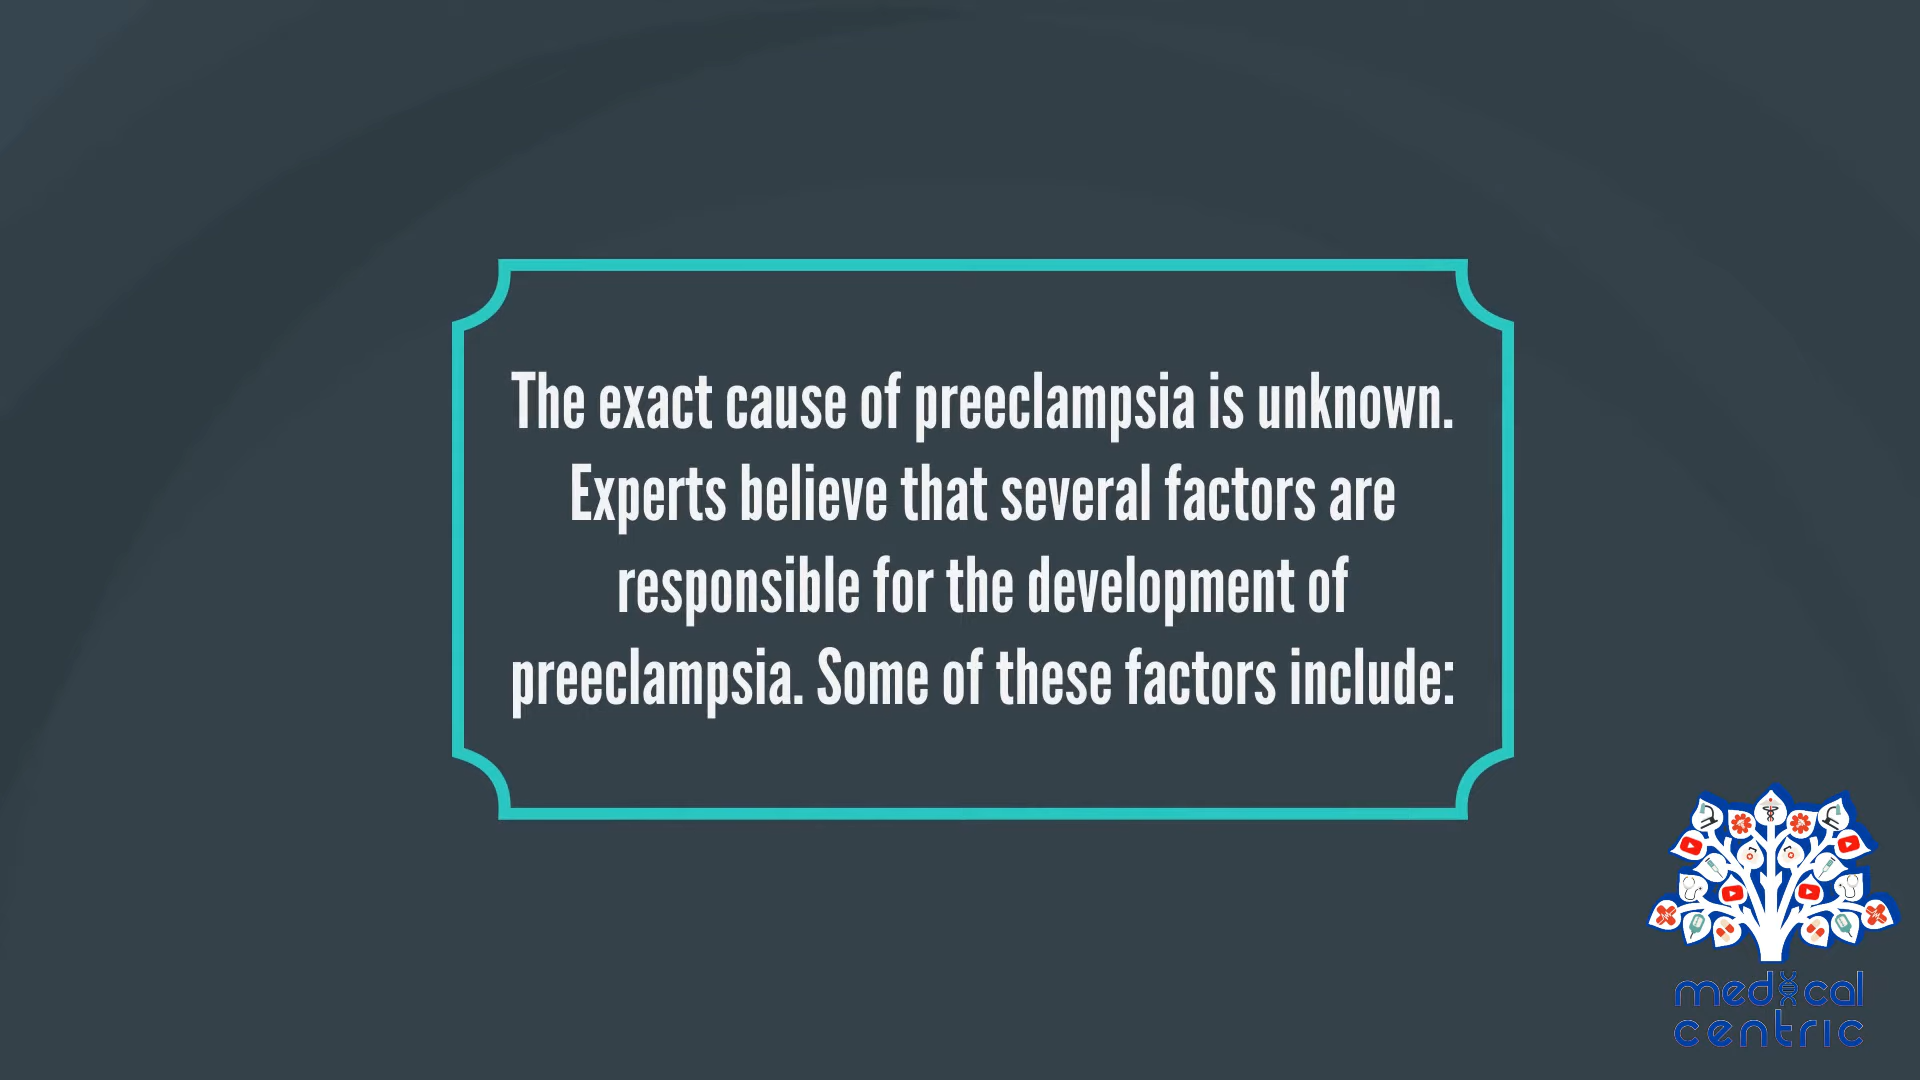 The exact cause of preeclampsia is unknown.
Experts believe that several factors are
responsible for the development of
preeclampsia. Some of these factors include:
medical
centric